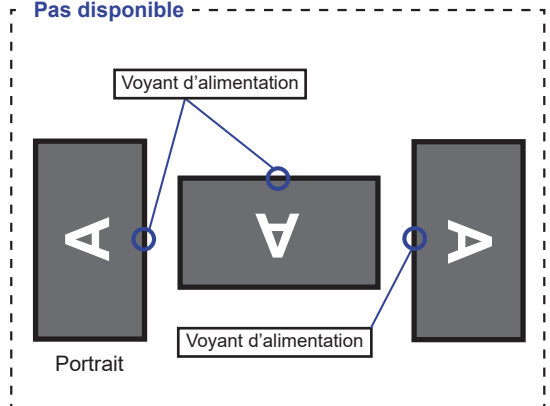 Pas disponible
Voyant d’alimentation
A A A
Voyant d’alimentation
Portrait